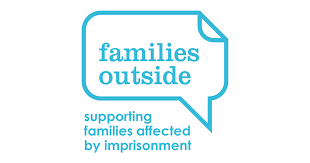 families
outside
supporting
families affected
by imprisonment